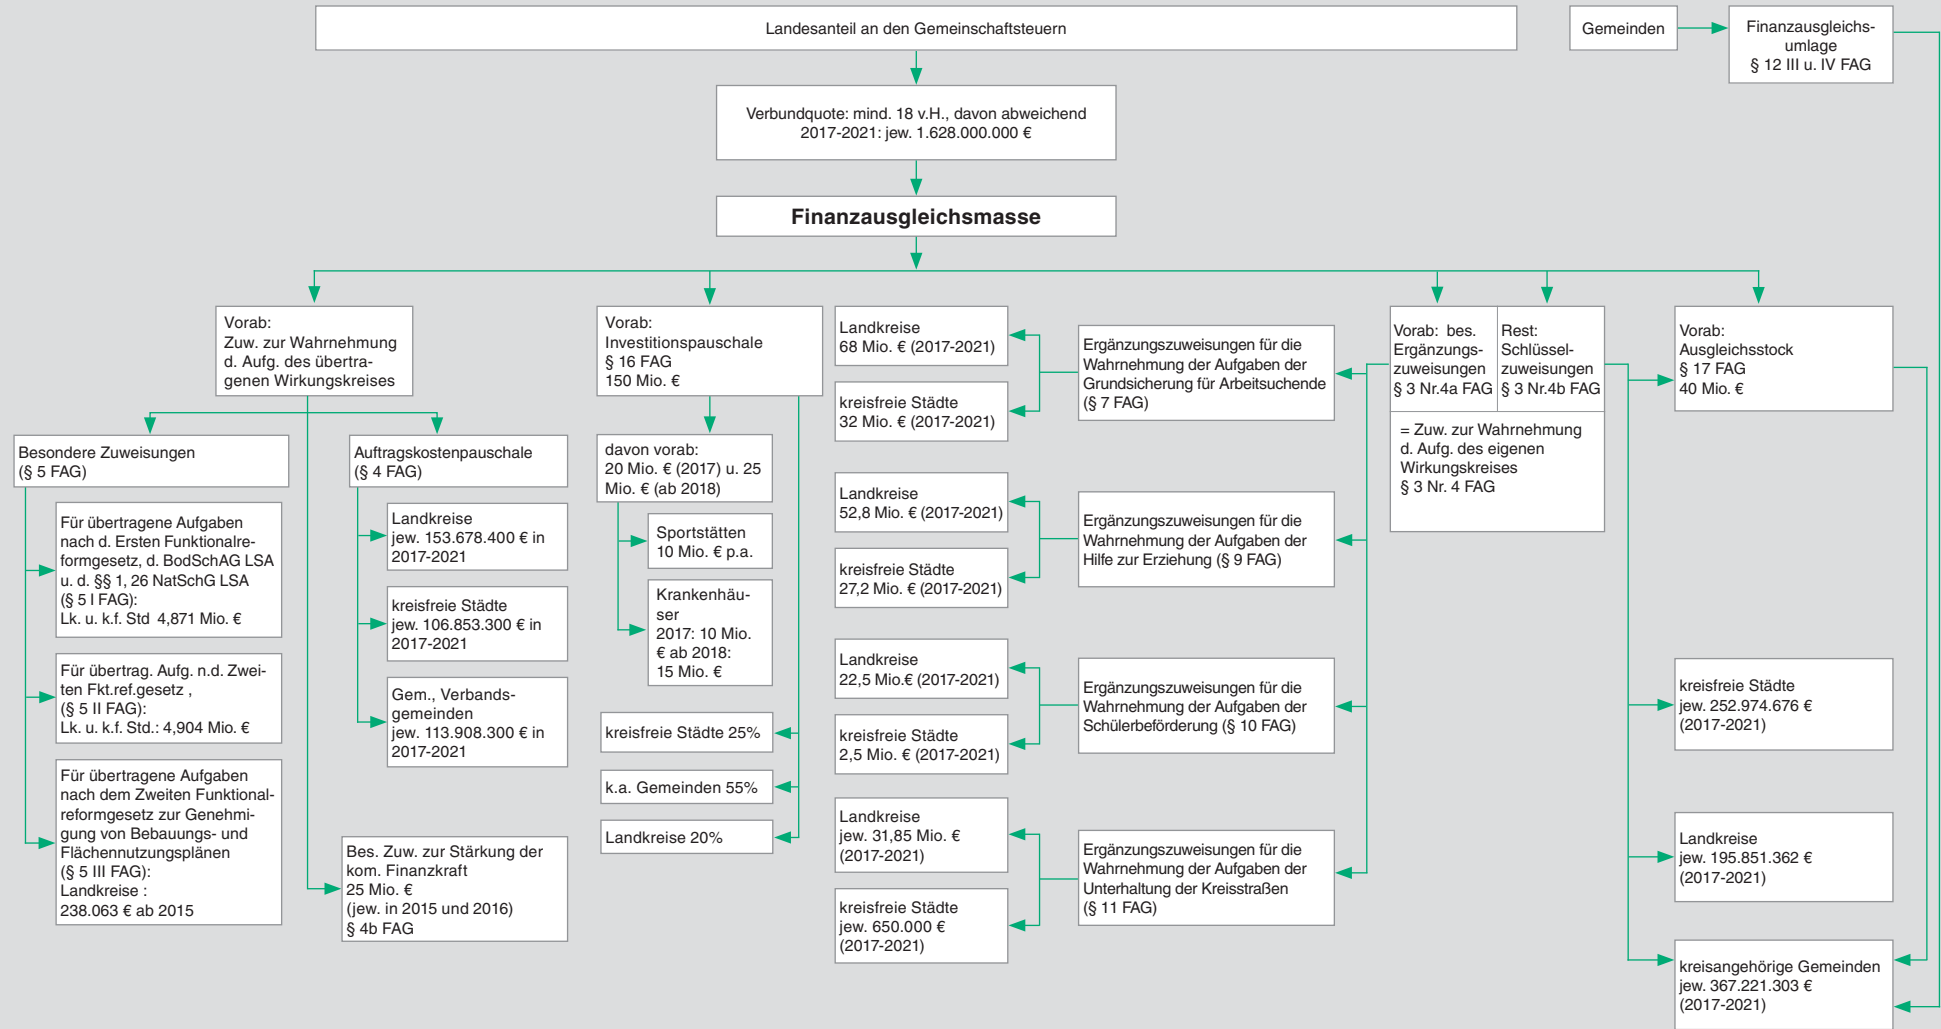 Landesanteil an den Gemeinschaftsteuern
Gemeinden
Finanzausgleichs-
umlage
§ 12 III u. IV FAG
Verbundquote: mind. 18 v.H., davon abweichend
2017-2021: jew. 1.628.000.000 €
Finanzausgleichsmasse
Vorab:
Zuw. zur Wahrnehmung
d. Aufg. des übertra-
genen Wirkungskreises
Besondere Zuweisungen
(§ 5 FAG)
Für übertragene Aufgaben
nach d. Ersten Funktionalre-
formgesetz, d. BodSchAG LSA
u. d. §§ 1, 26 NatSchG LSA
(§ 5 I FAG):
Lk. u. k.f. Std 4,871 Mio. €
Für übertrag. Aufg. n.d. Zwei-
ten Fkt.ref.gesetz ,
(§ 5 II FAG):
Lk. u. k.f. Std.: 4,904 Mio. €
Für übertragene Aufgaben
nach dem Zweiten Funktional-
reformgesetz zur Genehmi-
gung von Bebauungs- und
Flächennutzungsplänen
(§ 5 III FAG):
Landkreise :
238.063 € ab 2015
Auftragskostenpauschale
(§ 4 FAG)
Landkreise
jew. 153.678.400 € in
2017-2021
kreisfreie Städte
jew. 106.853.300 € in
2017-2021
Gem., Verbands-
gemeinden
jew. 113.908.300 € in
2017-2021
Bes. Zuw. zur Stärkung der
kom. Finanzkraft
25 Mio. €
(jew. in 2015 und 2016)
§ 4b FAG
Vorab:
Investitionspauschale
§ 16 FAG
150 Mio. €
davon vorab:
20 Mio. € (2017) u. 25
Mio. € (ab 2018)
Sportstätten
10 Mio. € p.a.
Krankenhäu-
ser
2017: 10 Mio.
€ ab 2018:
15 Mio. €
kreisfreie Städte 25%
k.a. Gemeinden 55%
Landkreise 20%
Landkreise
68 Mio. € (2017-2021)
kreisfreie Städte
32 Mio. € (2017-2021)
Ergänzungszuweisungen für die
Wahrnehmung der Aufgaben der
Grundsicherung für Arbeitsuchende
(§ 7 FAG)
Landkreise
52,8 Mio. € (2017-2021)
kreisfreie Städte
27,2 Mio. € (2017-2021)
Ergänzungszuweisungen für die
Wahrnehmung der Aufgaben der
Hilfe zur Erziehung (§ 9 FAG)
Landkreise
22,5 Mio.€ (2017-2021)
kreisfreie Städte
2,5 Mio. € (2017-2021)
Ergänzungszuweisungen für die
Wahrnehmung der Aufgaben der
Schülerbeförderung (§ 10 FAG)
Landkreise
jew. 31,85 Mio. €
(2017-2021)
kreisfreie Städte
jew. 650.000 €
(2017-2021)
Ergänzungszuweisungen für die
Wahrnehmung der Aufgaben der
Unterhaltung der Kreisstraßen
(§ 11 FAG)
Vorab: bes.
Ergänzungs-
zuweisungen
§ 3 Nr.4a FAG
Rest:
Schlüssel-
zuweisungen
§ 3 Nr.4b FAG
= Zuw. zur Wahrnehmung
d. Aufg. des eigenen
Wirkungskreises
§ 3 Nr. 4 FAG
Vorab:
Ausgleichsstock
§ 17 FAG
40 Mio. €
kreisfreie Städte
jew. 252.974.676 €
(2017-2021)
Landkreise
jew. 195.851.362 €
(2017-2021)
kreisangehörige Gemeinden
jew. 367.221.303 €
(2017-2021)